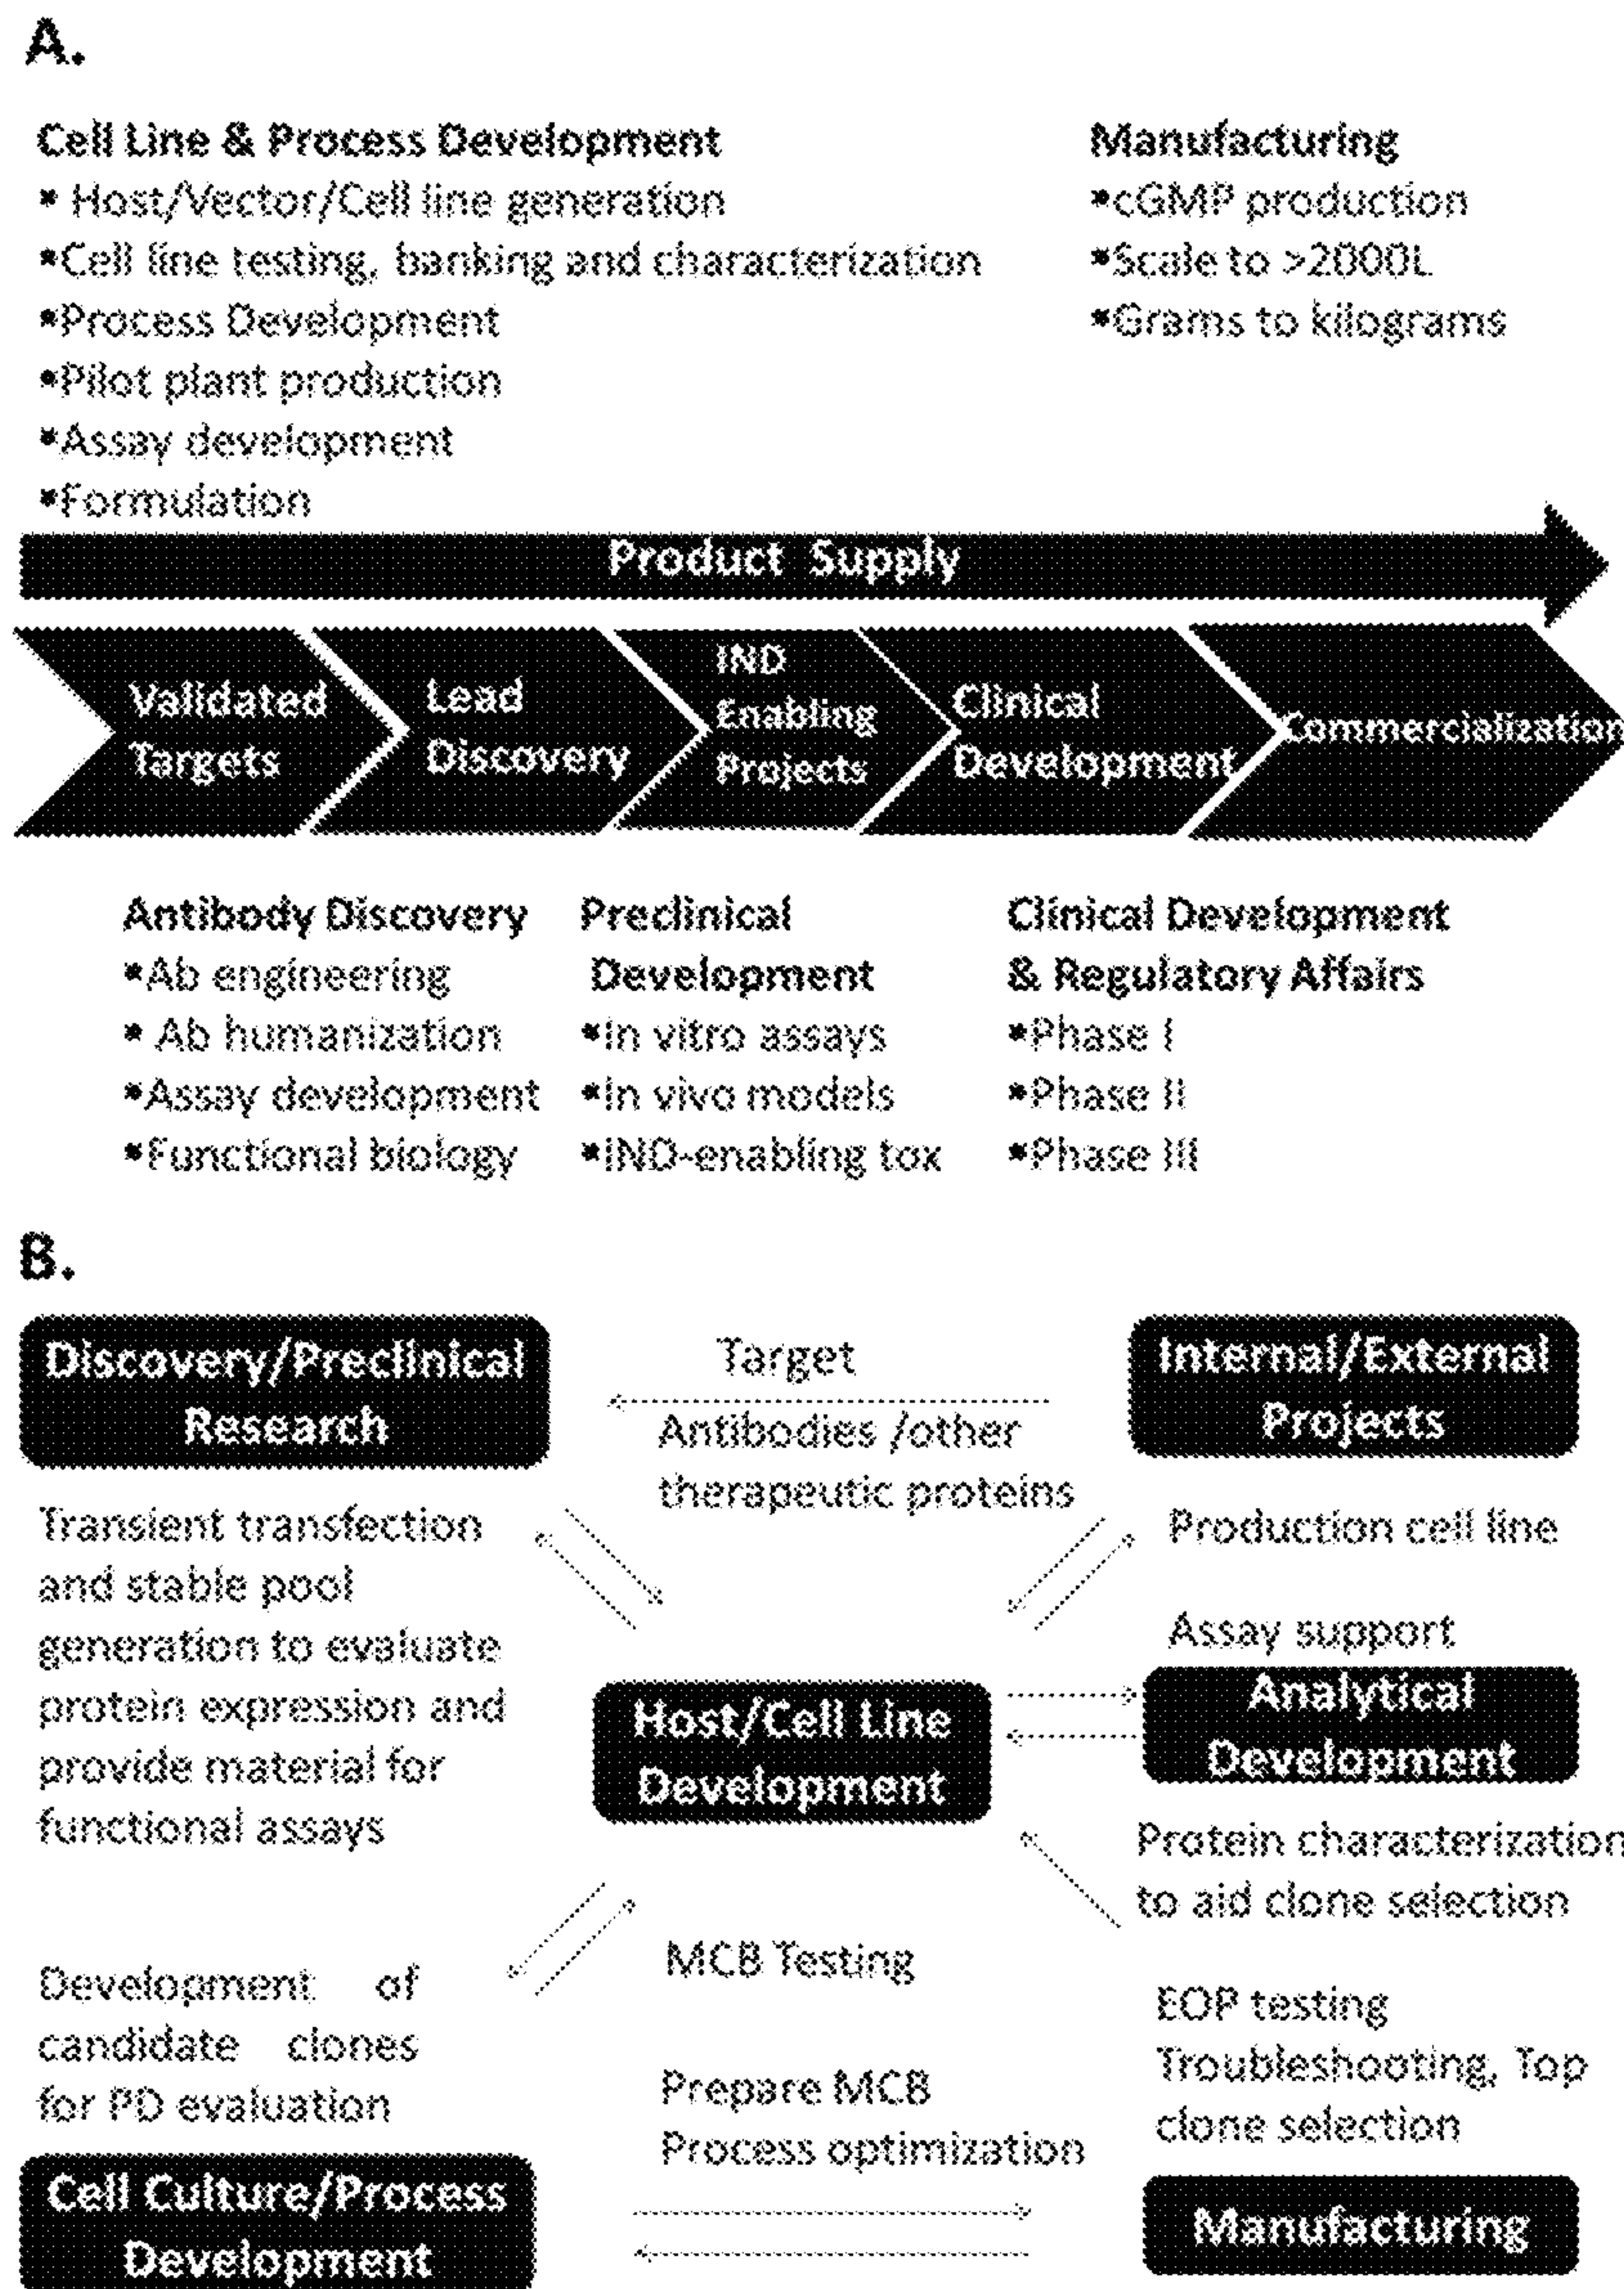 A.
Cell Line & Process Development
* Host/Vector/Cell line generation
*Cell line testing, banking and characterization
*Process Development
*Pilot plant production
*Assay development
*Formulation
Manufacturing
*cGMP production
*Scale to >2000L
*Grams to kilograms
Product Supply
Validated
Targets
Lead
Discovery
IND
Enabling
Projects
Clinical
Development
Commercialization
Antibody Discovery
*Ab engineering
* Ab humanization
*Assay development
*Functional biology
Preclinical
Development
*In vitro assays
*In vivo models
*IND-enabling tox
Clinical Development
& Regulatory Affairs
*Phase I
*Phase II
*Phase III
B.
Discovery/Preclinical
Research
Target
Antibodies /other
therapeutic proteins
Internal/External
Projects
Transient transfection
and stable pool
generation to evaluate
protein expression and
provide material for
functional assays
Production cell line
Assay support
Host/Cell Line
Development
Analytical
Development
Protein characterization
to aid clone selection
Development of
candidate clones
for PD evaluation
MCB Testing
Prepare MCB
Process optimization
EOP testing
Troubleshooting, Top
clone selection
Cell Culture/Process
Development
Manufacturing